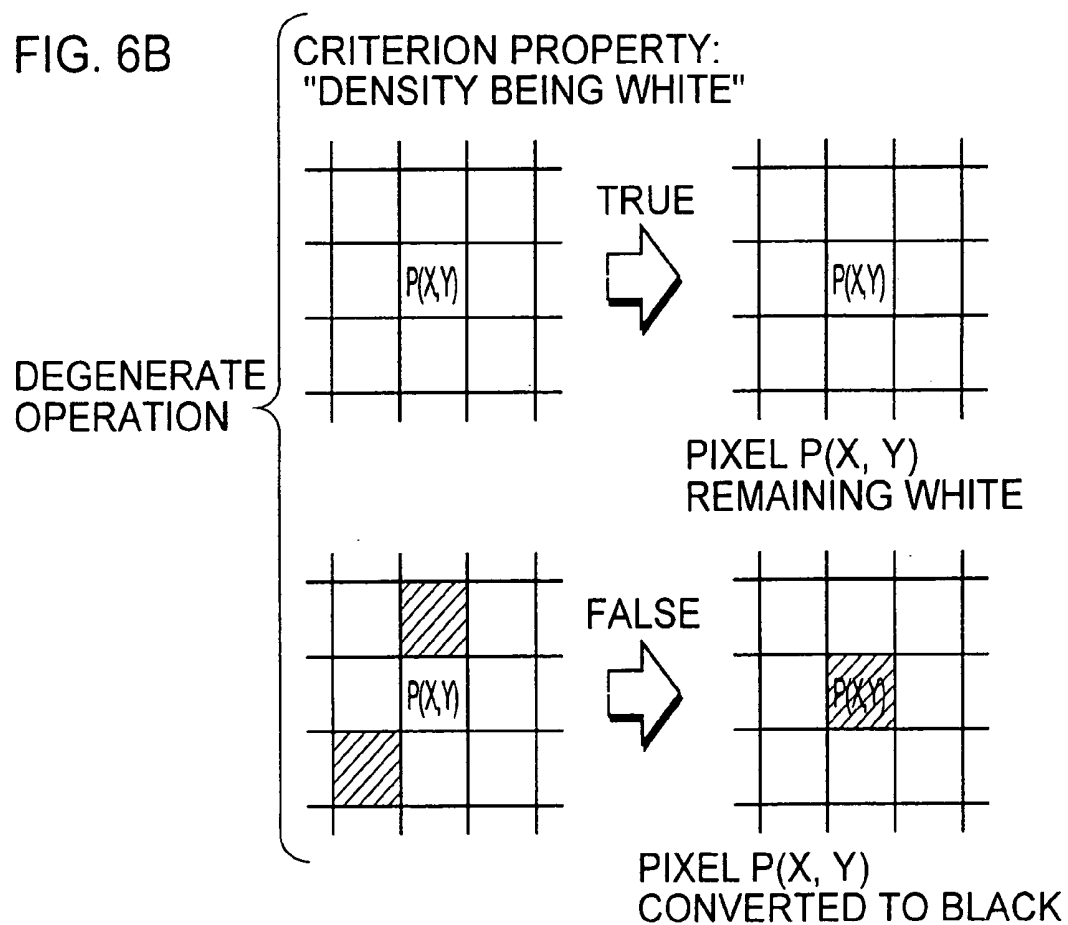 FIG. 6B
CRITERION PROPERTY:
"DENSITY BEING WHITE"
TRUE
P(X,Y)
P(X,Y)
DEGENERATE
OPERATION
PIXEL P(X, Y)
REMAINING WHITE
FALSE
P(X,Y)
P(X,Y)
PIXEL P(X, Y)
CONVERTED TO BLACK